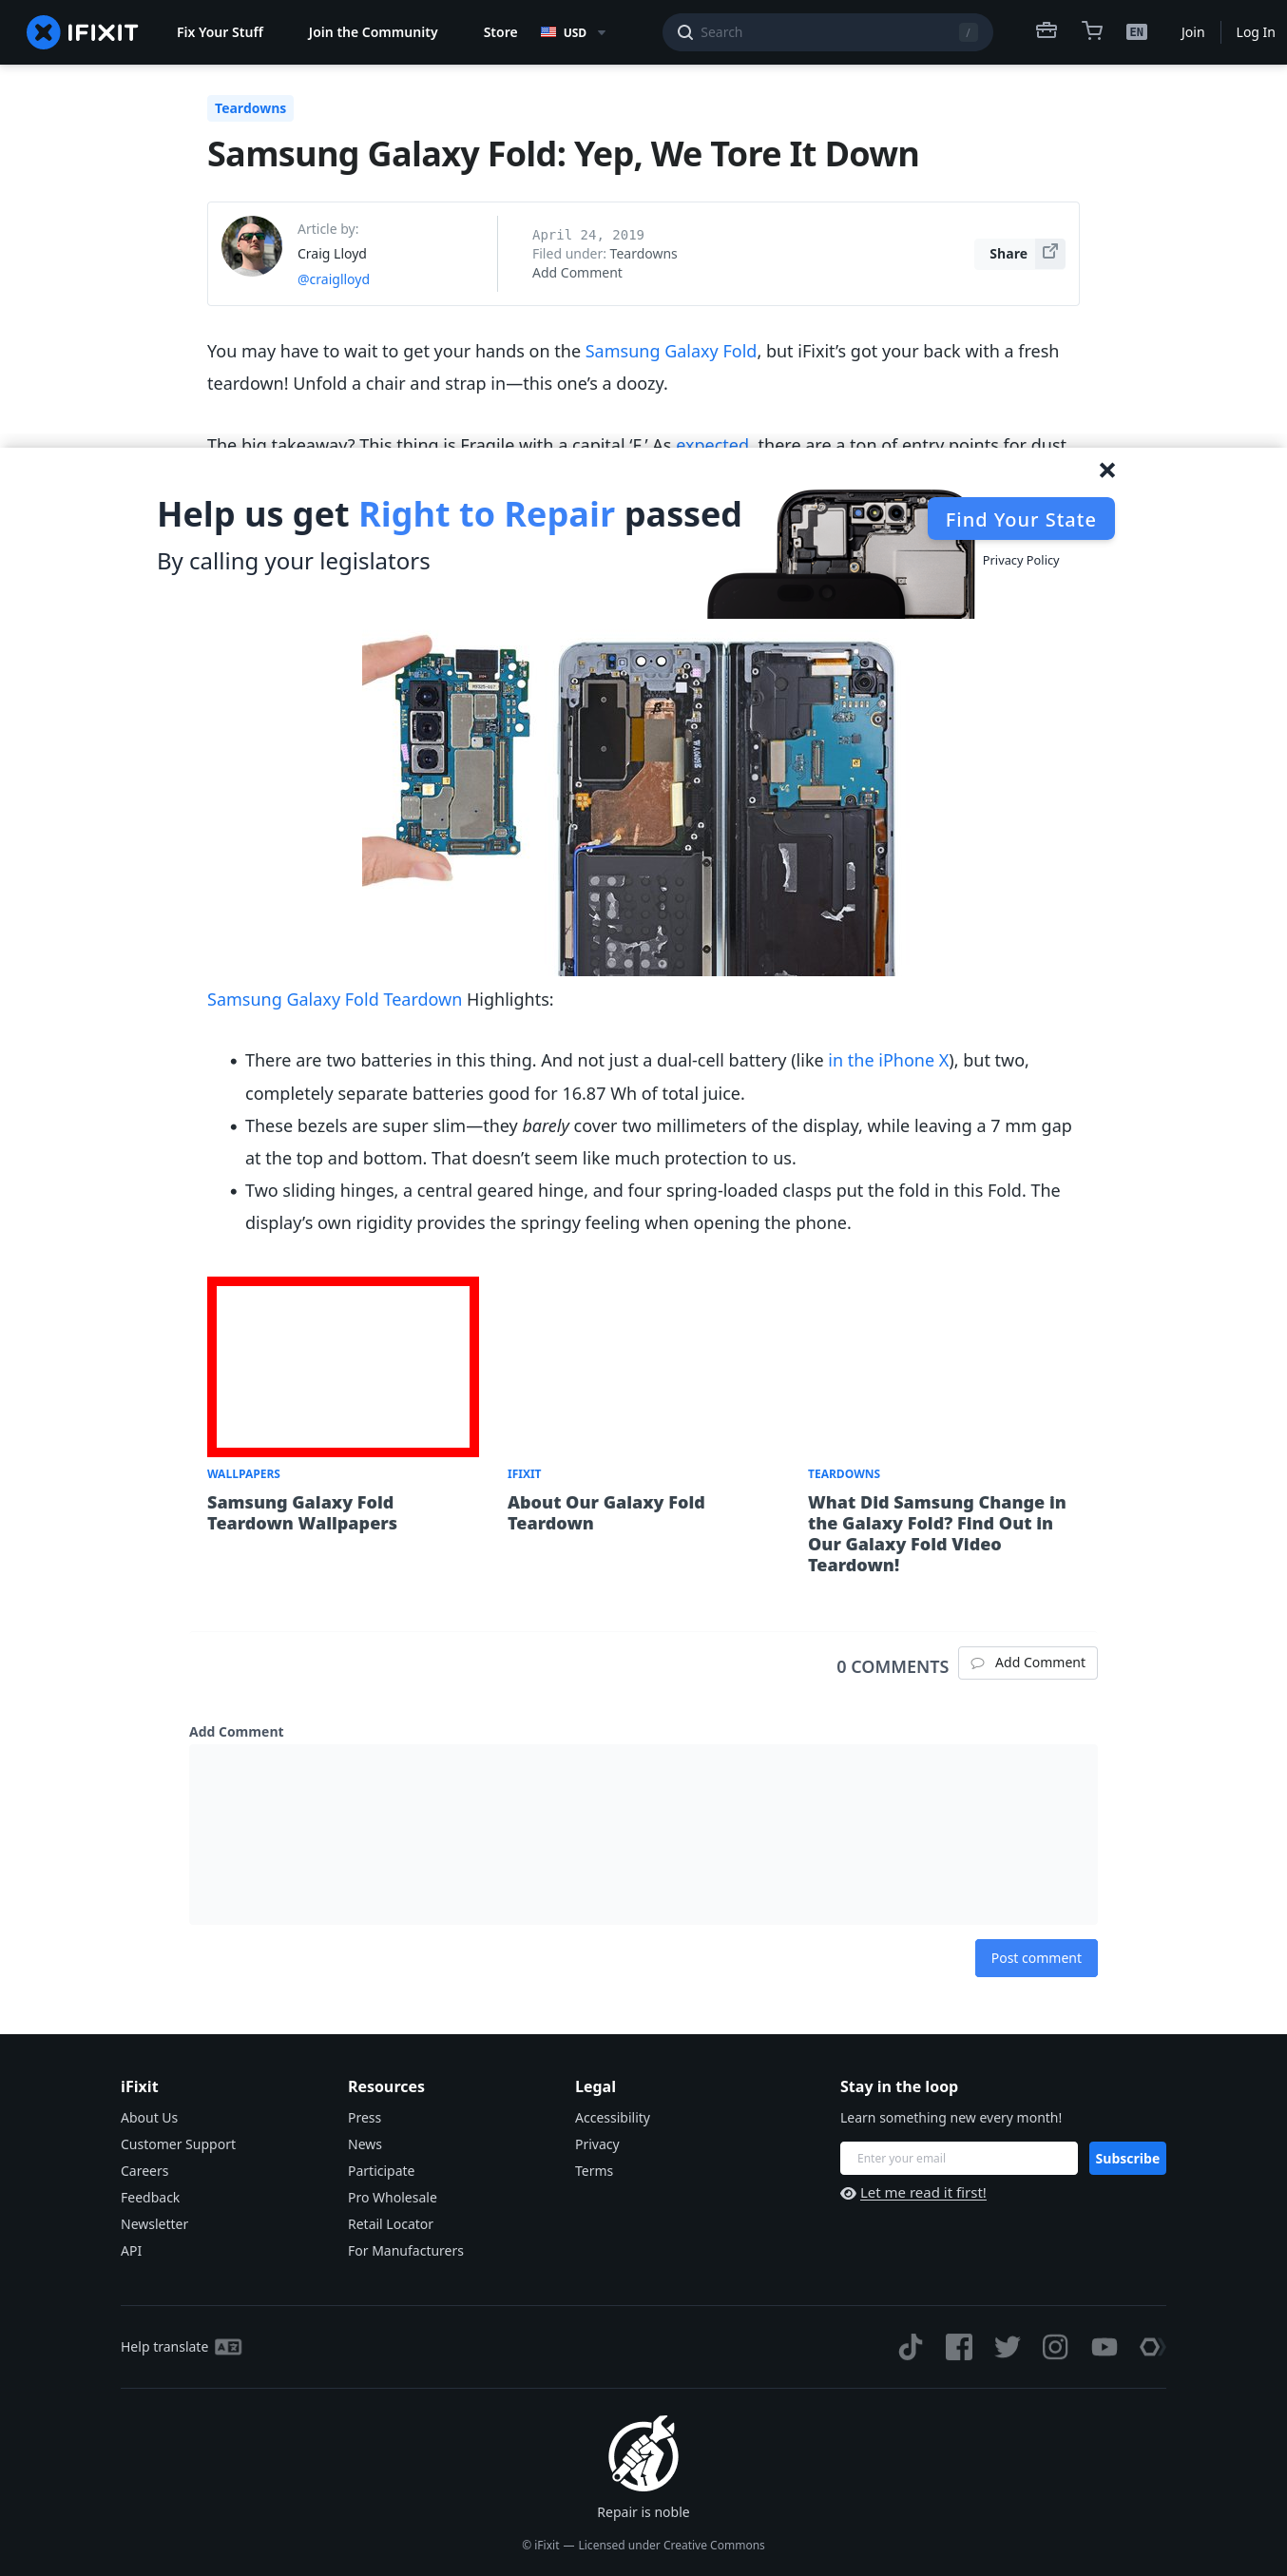 IFIXIT
Fix Your Stuff
Join the Community
Store
USD
Search
/
EN
Join
Log In
Teardowns
Samsung Galaxy Fold: Yep, We Tore It Down
Article by:
Craig Lloyd
@craiglloyd
April 24, 2019
Filed under: Teardowns
Add Comment
Share
You may have to wait to get your hands on the Samsung Galaxy Fold, but iFixit’s got your back with a fresh
teardown! Unfold a chair and strap in—this one’s a doozy.
The big takeaway? This thing is Fragile with a capital ‘F.’ As expected, there are a ton of entry points for dust
Help us get Right to Repair passed
By calling your legislators
Find Your State
Privacy Policy
Samsung Galaxy Fold Teardown Highlights:
There are two batteries in this thing. And not just a dual-cell battery (like in the iPhone X), but two,
completely separate batteries good for 16.87 Wh of total juice.
These bezels are super slim—they barely cover two millimeters of the display, while leaving a 7 mm gap
at the top and bottom. That doesn’t seem like much protection to us.
Two sliding hinges, a central geared hinge, and four spring-loaded clasps put the fold in this Fold. The
display’s own rigidity provides the springy feeling when opening the phone.
WALLPAPERS
Samsung Galaxy Fold
Teardown Wallpapers
IFIXIT
About Our Galaxy Fold
Teardown
TEARDOWNS
What Did Samsung Change in
the Galaxy Fold? Find Out in
Our Galaxy Fold Video
Teardown!
0 COMMENTS
Add Comment
Add Comment
Post comment
iFixit
About Us
Customer Support
Careers
Feedback
Newsletter
API
Resources
Press
News
Participate
Pro Wholesale
Retail Locator
For Manufacturers
Legal
Accessibility
Privacy
Terms
Stay in the loop
Learn something new every month!
Enter your email
Subscribe
Let me read it first!
Help translate
Repair is noble
© iFixit — Licensed under Creative Commons